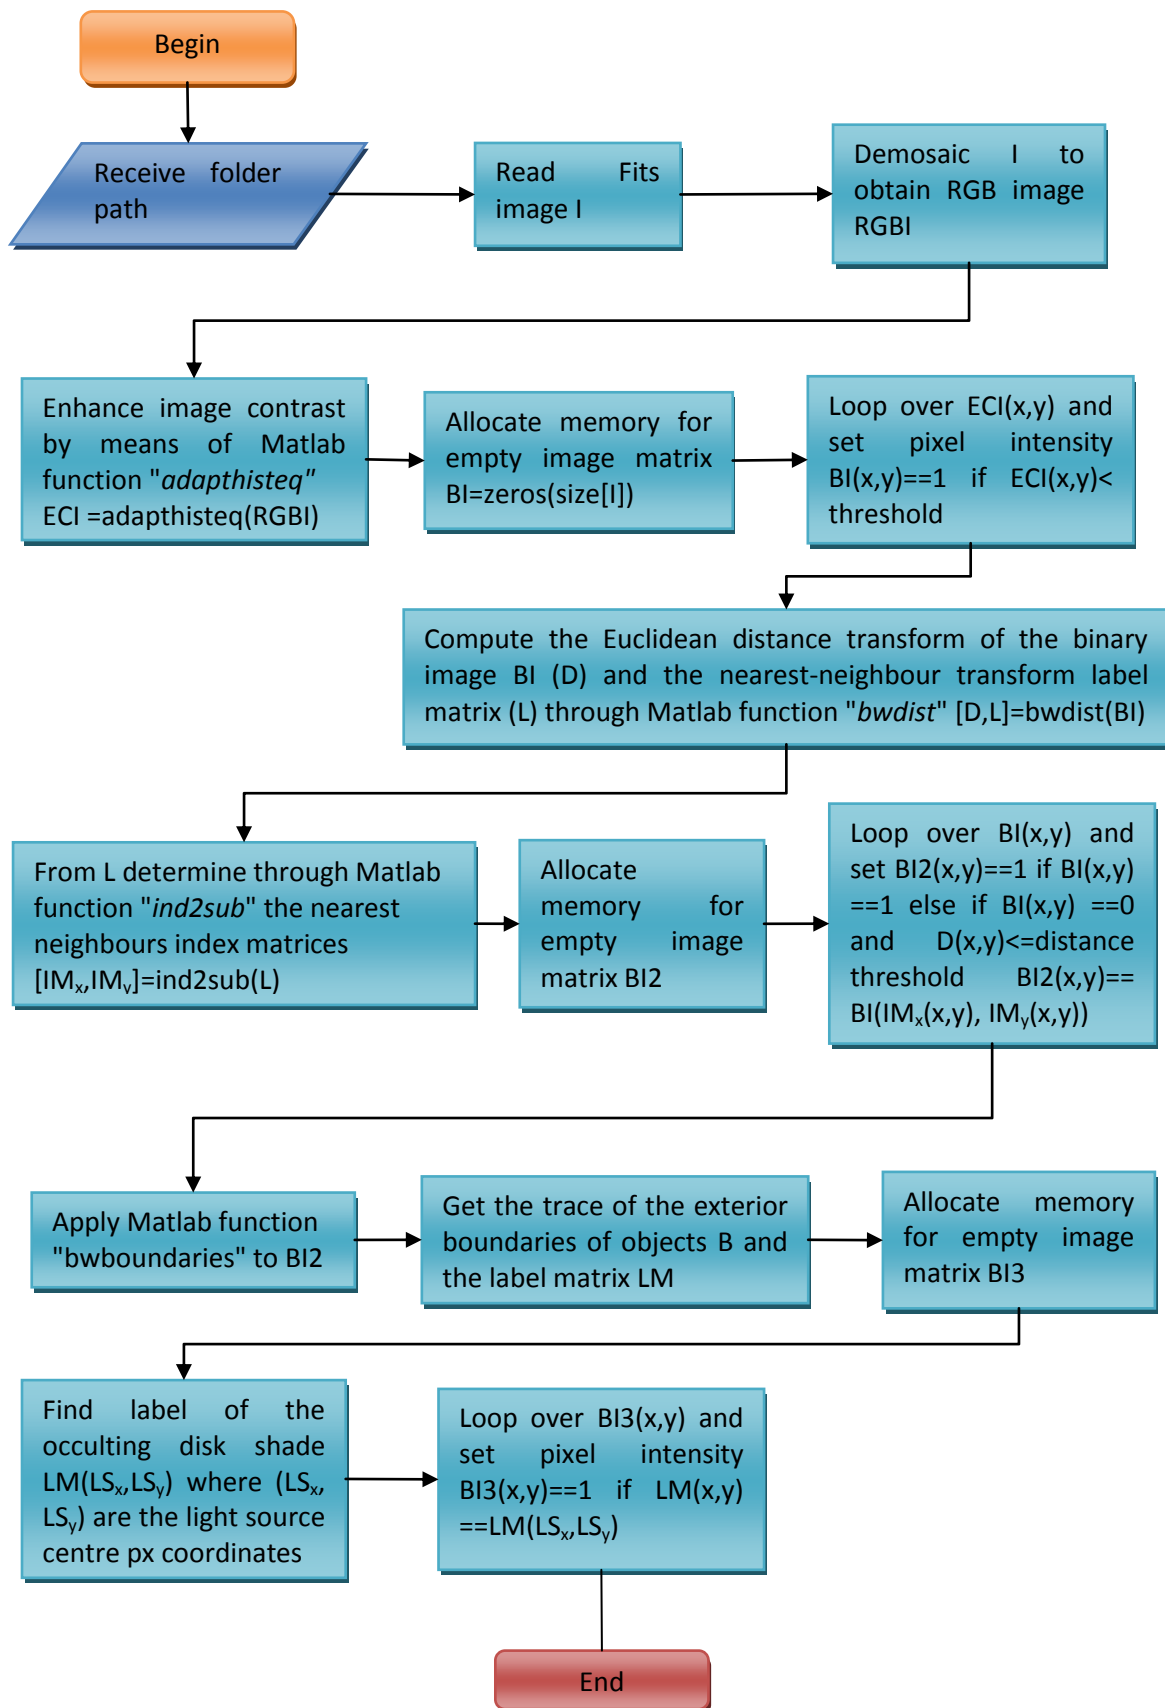 Begin
Receive folder
path
Read Fits
image I
Demosaic I to
obtain RGB image
RGBI
Enhance image contrast
by means of Matlab
function "adapthisteq"
ECI =adapthisteq(RGBI)
Allocate memory for
empty image matrix
BI=zeros(size[I])
Loop over ECI(x,y) and
set pixel intensity
BI(x,y)==1 if ECI(x,y)<
threshold
Compute the Euclidean distance transform of the binary
image BI (D) and the nearest-neighbour transform label
matrix (L) through Matlab function "bwdist" [D,L]=bwdist(BI)
From L determine through Matlab
function "ind2sub" the nearest
neighbours index matrices
[IMx,IMy]=ind2sub(L)
Allocate
memory for
empty image
matrix BI2
Loop over BI(x,y) and
set BI2(x,y)==1 if BI(x,y)
==1 else if BI(x,y) ==0
and D(x,y)<=distance
threshold BI2(x,y)==
BI(IMx(x,y), IMy(x,y))
Apply Matlab function
"bwboundaries" to BI2
Get the trace of the exterior
boundaries of objects B and
the label matrix LM
Allocate memory
for empty image
matrix BI3
Find label of the
occulting disk shade
LM(LSx,LSy) where (LSx,
LSy) are the light source
centre px coordinates
Loop over BI3(x,y) and
set pixel intensity
BI3(x,y)==1 if LM(x,y)
==LM(LSx,LSy)
End